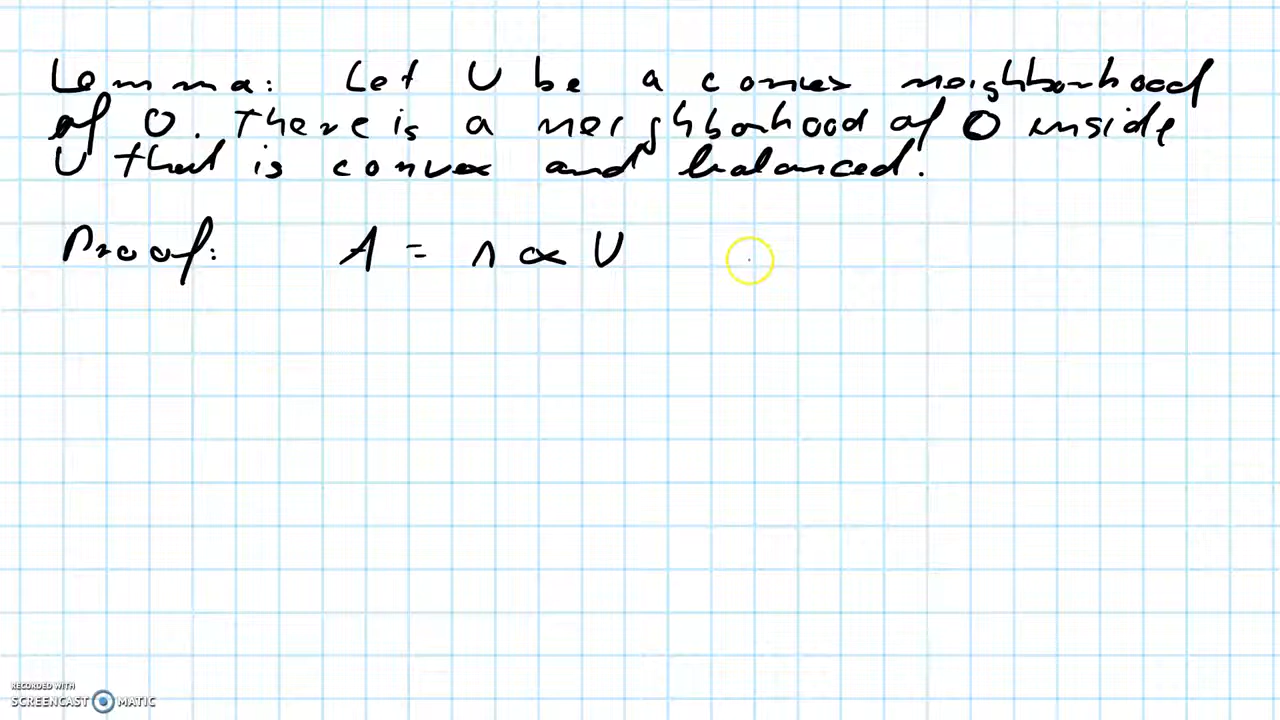 Lemma: Let U be a convex neighborhood
of 0. There is a neighborhood of 0 inside
U that is convex and balanced.
Proof: A = ∩ α U
RECORDED WITH
SCREENCAST MATIC